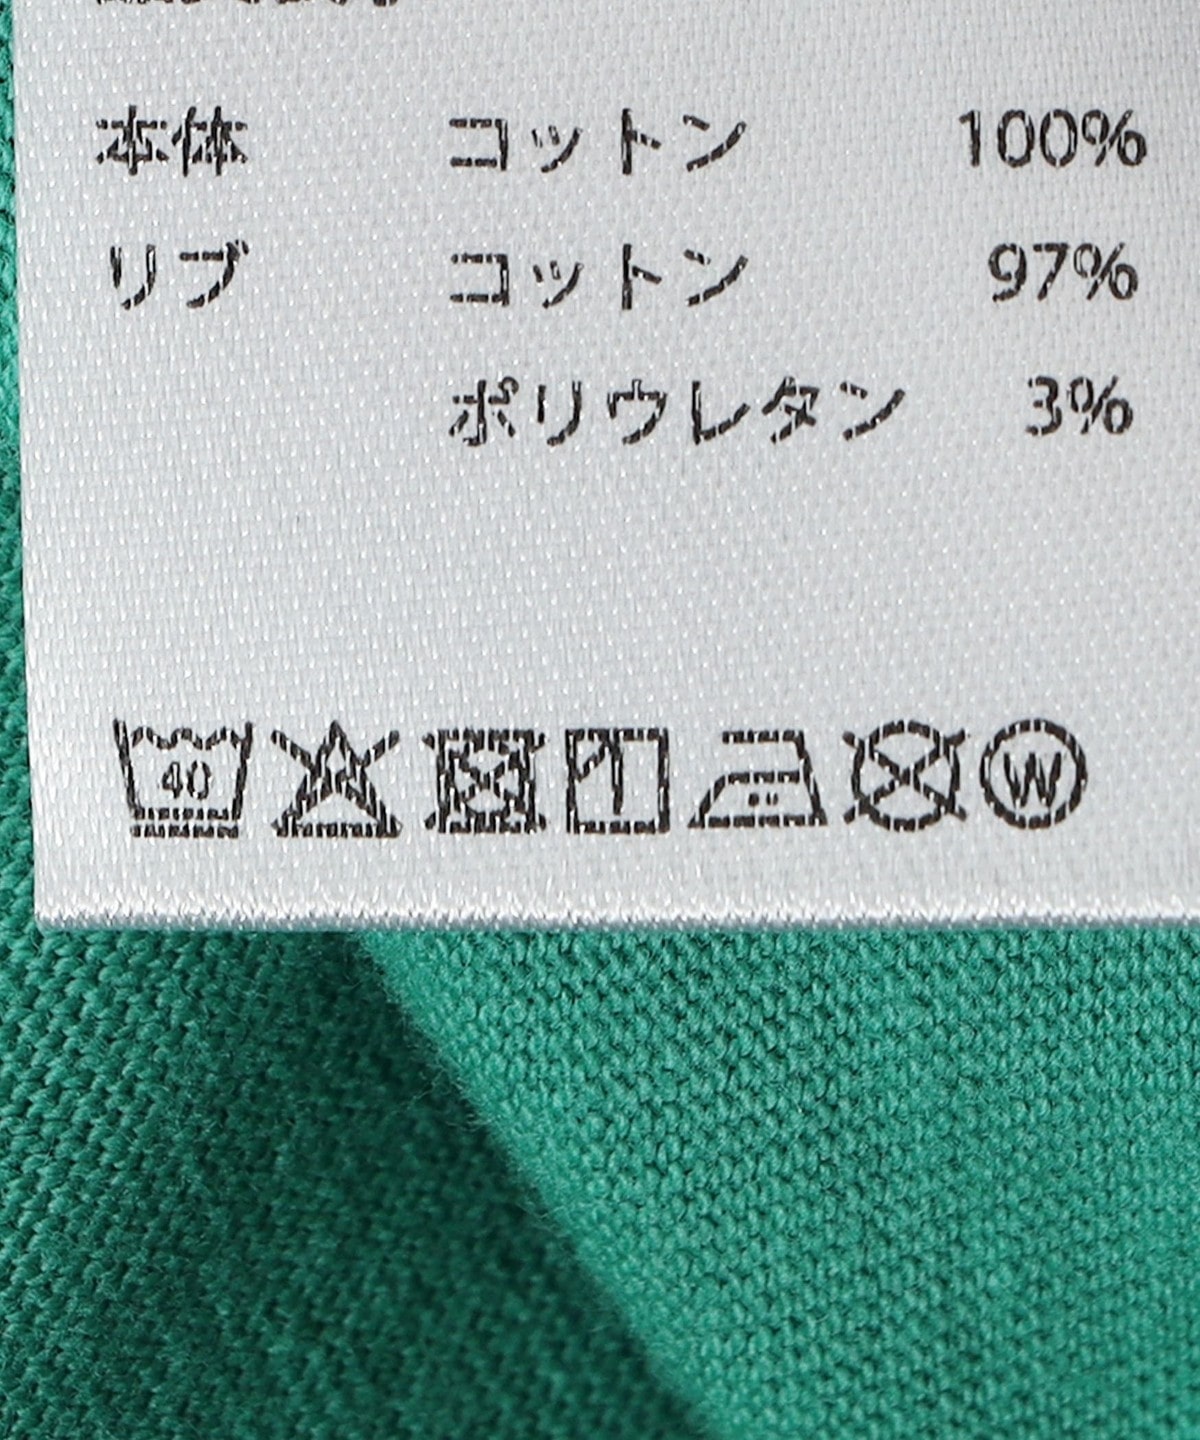 本体 コットン 100%
リブ コットン 97%
ポリウレタン 3%
40 W